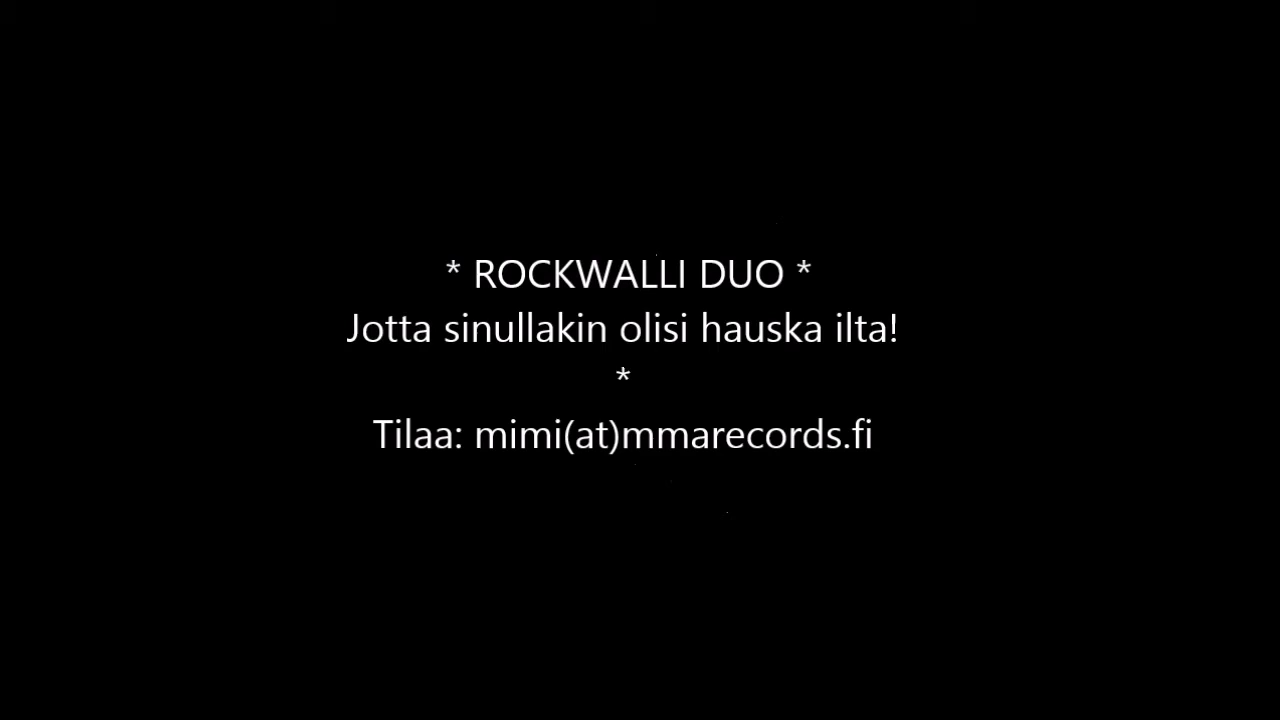 * ROCKWALLI DUO *
Jotta sinullakin olisi hauska ilta!
*
Tilaa: mimi(at)mmarecords.fi